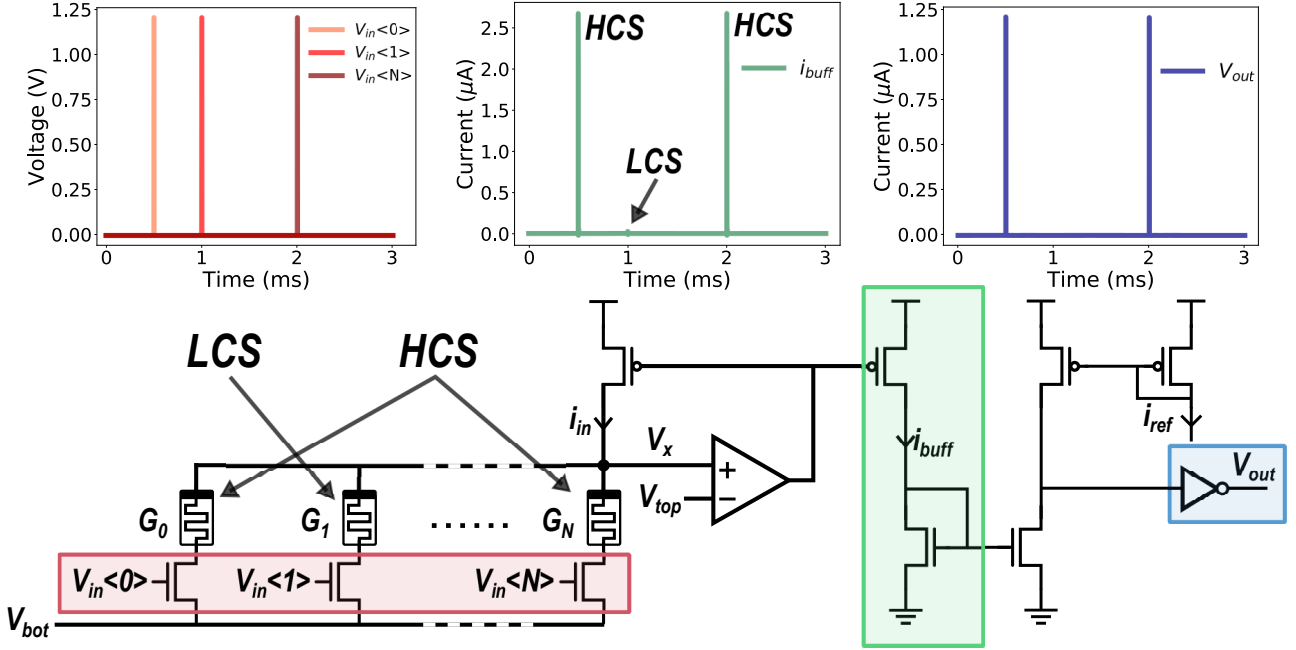 Voltage (V)
1.25
1.00
0.75
0.50
0.25
0.00
V_in<0>
V_in<1>
V_in<N>
0 1 2 3
Time (ms)
Current (μA)
2.5
2.0
1.5
1.0
0.5
0.0
HCS
HCS
i_buff
LCS
0 1 2 3
Time (ms)
Current (μA)
1.25
1.00
0.75
0.50
0.25
0.00
V_out
0 1 2 3
Time (ms)
LCS
HCS
i_in
V_x
V_top
+
−
i_buff
i_ref
V_out
G_0
G_1
......
G_N
V_in<0>
V_in<1>
V_in<N>
V_bot